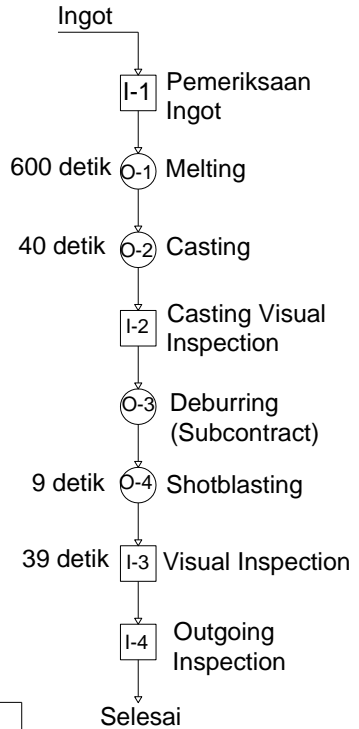 Ingot
I-1
Pemeriksaan
Ingot
600 detik
O-1
Melting
40 detik
O-2
Casting
I-2
Casting Visual
Inspection
O-3
Deburring
(Subcontract)
9 detik
O-4
Shotblasting
39 detik
I-3
Visual Inspection
I-4
Outgoing
Inspection
Selesai